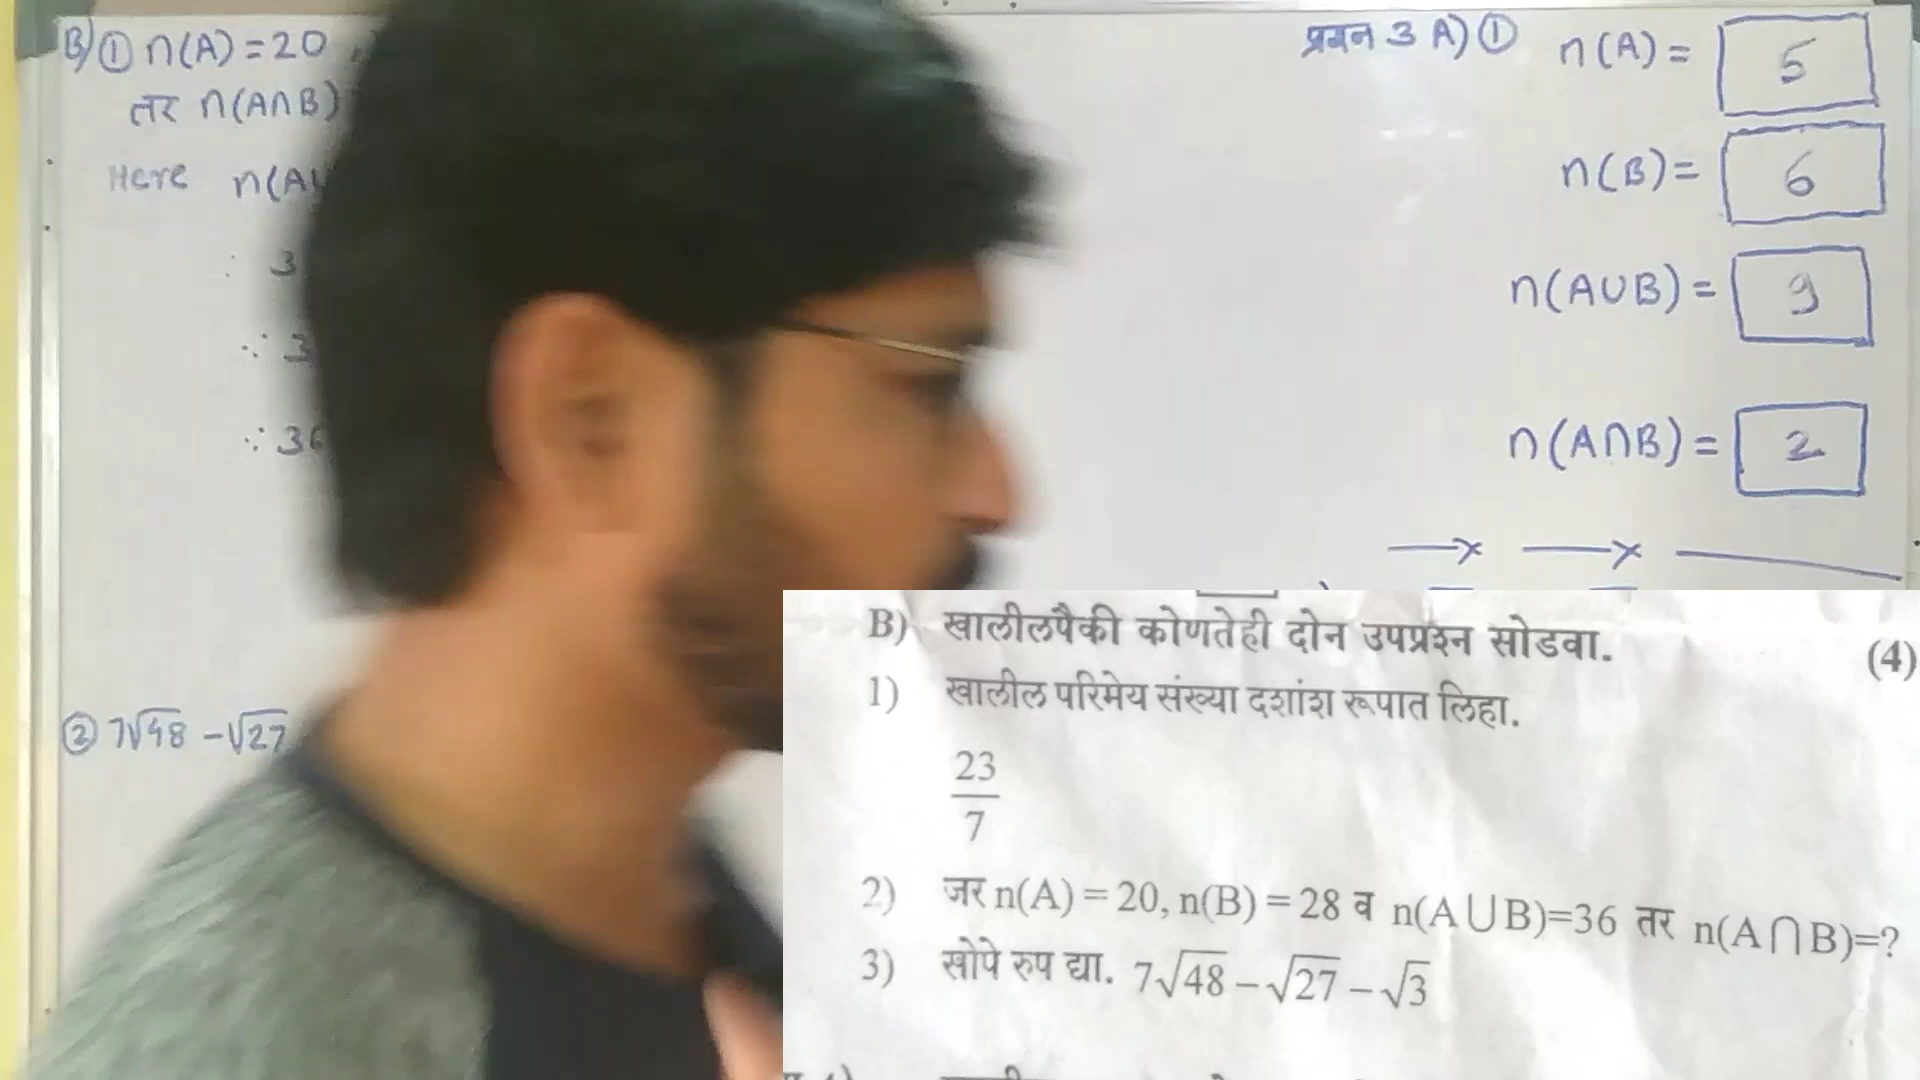 B) ① n(A) = 20
तर n(A∩B)
Here n(AU
∴ 3
∴ 3
∴ 36
② 7√48 - √27
प्रश्न 3 A) ① n(A) = 5
n(B) = 6
n(A∪B) = 9
n(A∩B) = 2
B) खालीलपैकी कोणतेही दोन उपप्रश्न सोडवा. (4)
1) खालील परिमेय संख्या दशांश रूपात लिहा.
23
7
2) जर n(A) = 20, n(B) = 28 व n(A⋃B)=36 तर n(A⋂B)=?
3) सोपे रुप द्या. 7√48 – √27 – √3